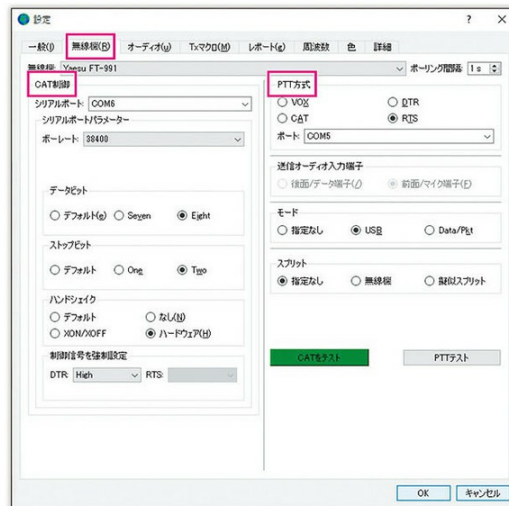 設定
一般(I) 無線機(R) オーディオ(u) Txマクロ(M) レポート(g) 周波数 色 詳細
無線機: Yaesu FT-991 ポーリング間隔 1 s
CAT制御
シリアルポート: COM6
シリアルポートパラメーター
ボーレート: 38400
データビット
デフォルト(e) Seven Eight
ストップビット
デフォルト One Two
ハンドシェイク
デフォルト なし(N)
XON/XOFF ハードウェア(H)
制御信号を強制設定
DTR: High RTS:
PTT方式
VOX DTR
CAT RTS
ポート: COM5
送信オーディオ入力端子
後面/データ端子(/) 前面/マイク端子(F)
モード
指定なし USB Data/Pkt
スプリット
指定なし 無線機 擬似スプリット
CATをテスト PTTテスト
OK キャンセル